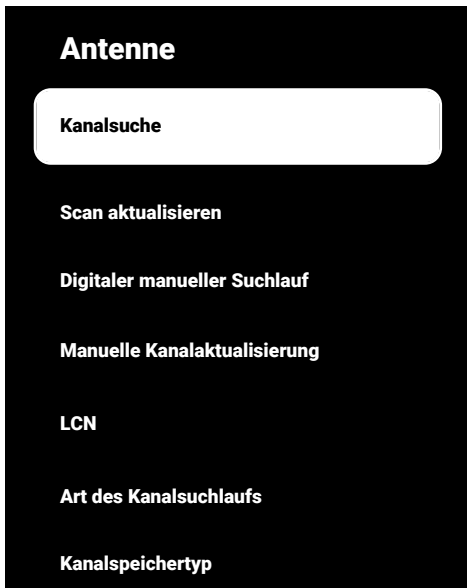 Antenne
Kanalsuche
Scan aktualisieren
Digitaler manueller Suchlauf
Manuelle Kanalaktualisierung
LCN
Art des Kanalsuchlaufs
Kanalspeichertyp